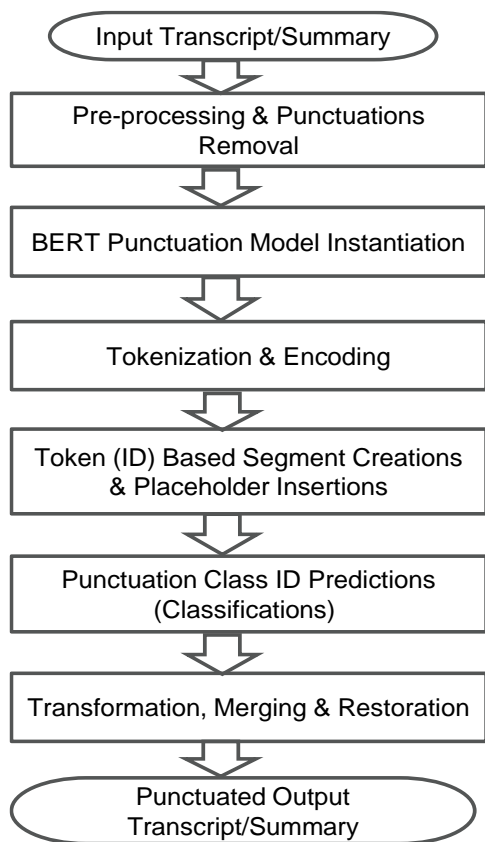 Input Transcript/Summary
Pre-processing & Punctuations
Removal
BERT Punctuation Model Instantiation
Tokenization & Encoding
Token (ID) Based Segment Creations
& Placeholder Insertions
Punctuation Class ID Predictions
(Classifications)
Transformation, Merging & Restoration
Punctuated Output
Transcript/Summary